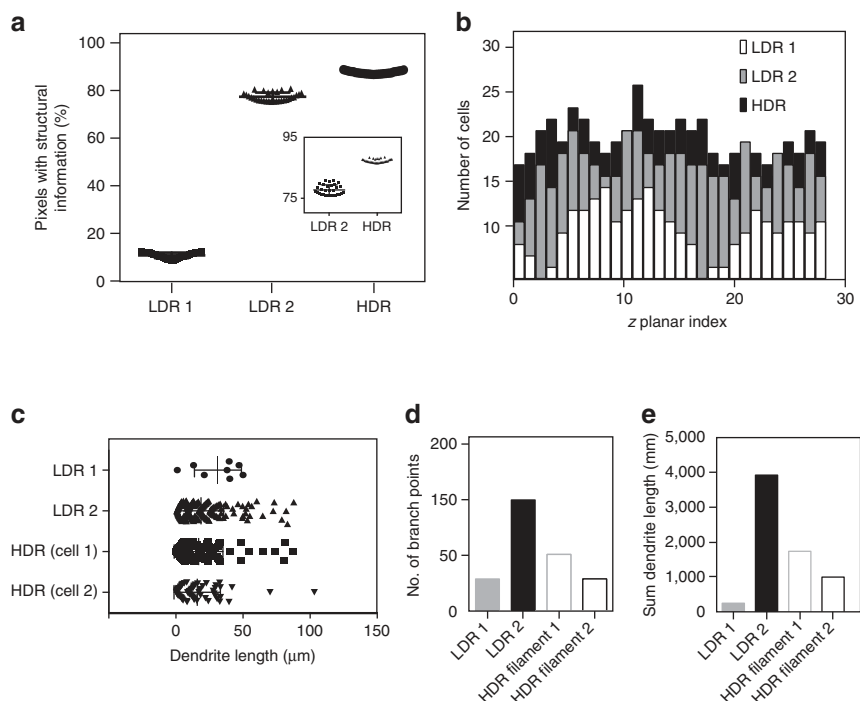 a
100
80
60
40
20
0
Pixels with structural
information (%)
95
75
LDR 2
HDR
LDR 1
LDR 2
HDR
b
30
25
20
15
10
Number of cells
LDR 1
LDR 2
HDR
0
10
20
30
z planar index
c
LDR 1
LDR 2
HDR (cell 1)
HDR (cell 2)
0
50
100
150
Dendrite length (μm)
d
200
150
50
0
No. of branch points
LDR 1
LDR 2
HDR filament 1
HDR filament 2
e
5,000
4,000
3,000
2,000
1,000
0
Sum dendrite length (mm)
LDR 1
LDR 2
HDR filament 1
HDR filament 2